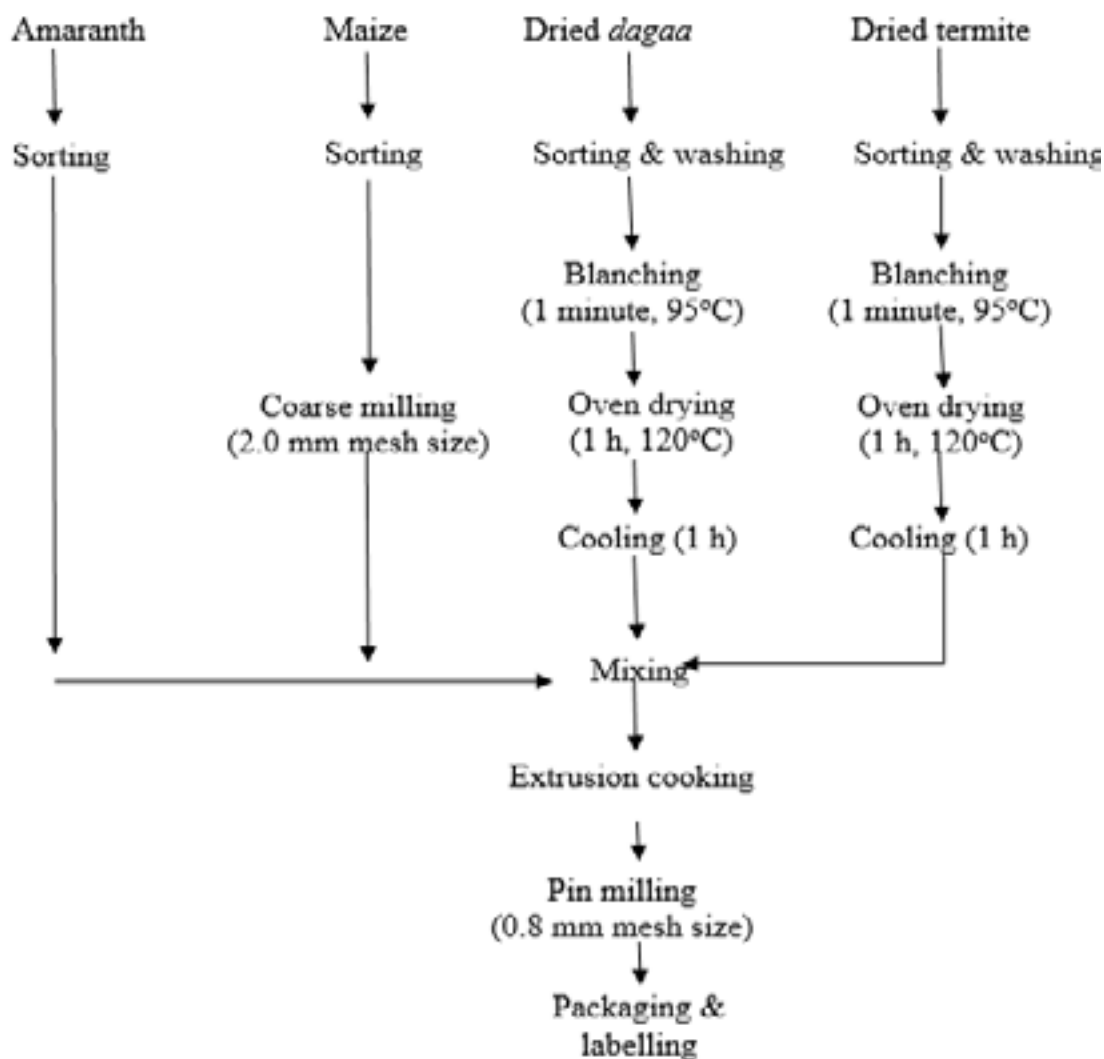 Amaranth
Maize
Dried dagaa
Dried termite
Sorting
Sorting
Sorting & washing
Sorting & washing
Blanching
(1 minute, 95°C)
Blanching
(1 minute, 95°C)
Coarse milling
(2.0 mm mesh size)
Oven drying
(1 h, 120°C)
Oven drying
(1 h, 120°C)
Cooling (1 h)
Cooling (1 h)
Mixing
Extrusion cooking
Pin milling
(0.8 mm mesh size)
Packaging &
labelling